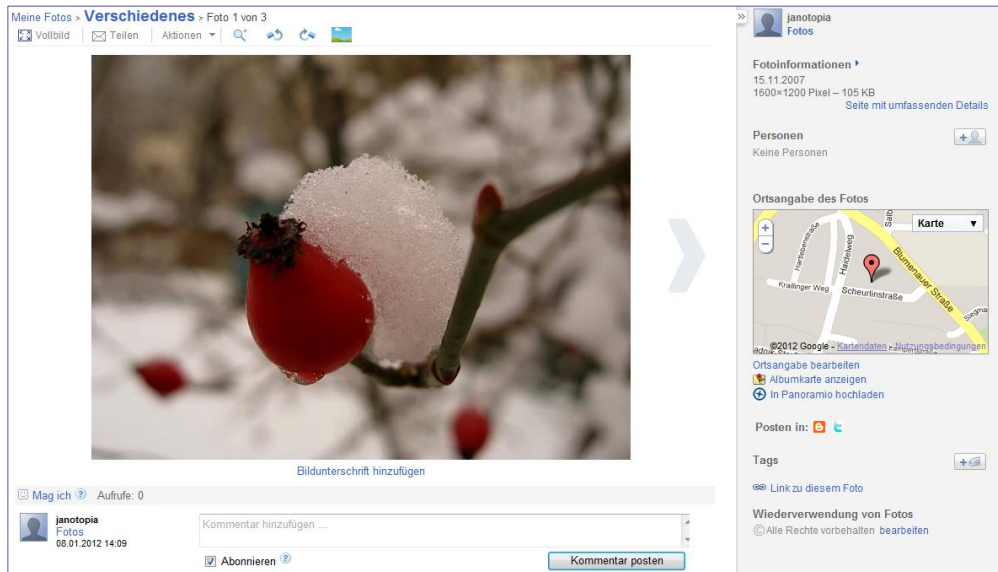 Meine Fotos > Verschiedenes > Foto 1 von 3
Vollbild Teilen Aktionen
Bildunterschrift hinzufügen
Mag ich ? Aufrufe: 0
janotopia
Fotos
08.01.2012 14:09
Kommentar hinzufügen ...
Abonnieren ?
Kommentar posten
janotopia
Fotos
Fotoinformationen
15.11.2007
1600×1200 Pixel – 105 KB
Seite mit umfassenden Details
Personen
Keine Personen
Ortsangabe des Fotos
Karte
Haidelweg
Blumenauer Straße
Kraillinger Weg
Scheurlinstraße
©2012 Google - Kartendaten - Nutzungsbedingungen
Ortsangabe bearbeiten
Albumkarte anzeigen
In Panoramio hochladen
Posten in:
Tags
Link zu diesem Foto
Wiederverwendung von Fotos
© Alle Rechte vorbehalten bearbeiten